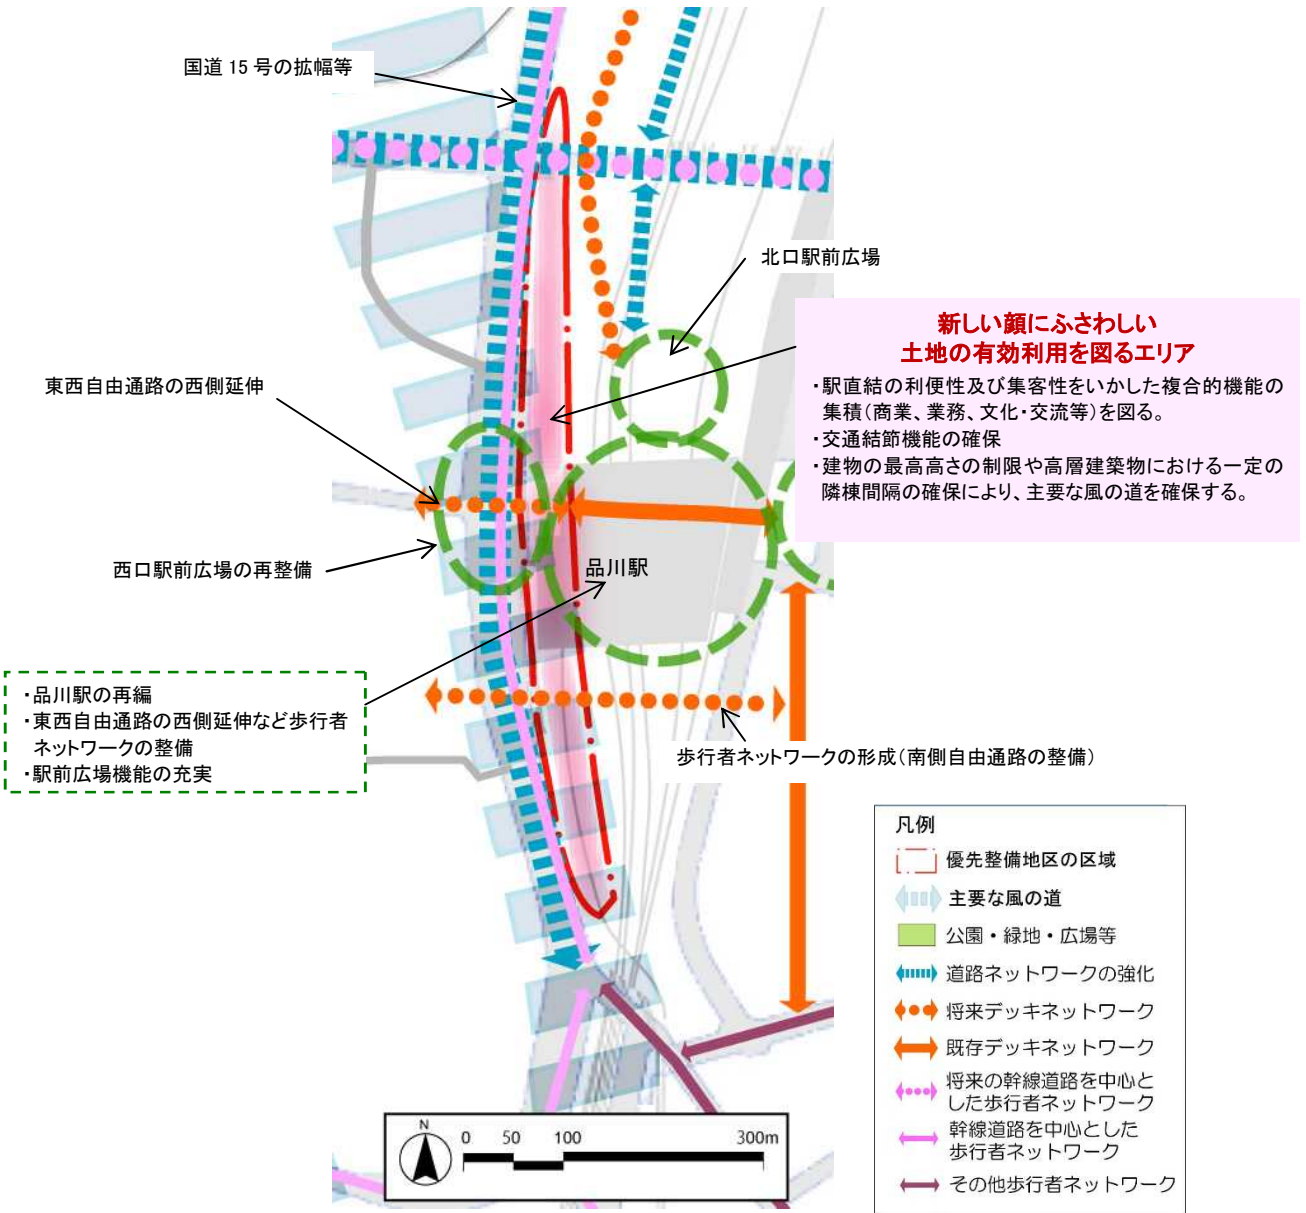 国道 15 号の拡幅等
北口駅前広場
新しい顔にふさわしい
土地の有効利用を図るエリア
・駅直結の利便性及び集客性をいかした複合的機能の
集積(商業、業務、文化・交流等)を図る。
・交通結節機能の確保
・建物の最高高さの制限や高層建築物における一定の
隣棟間隔の確保により、主要な風の道を確保する。
東西自由通路の西側延伸
西口駅前広場の再整備
品川駅
・品川駅の再編
・東西自由通路の西側延伸など歩行者
ネットワークの整備
・駅前広場機能の充実
歩行者ネットワークの形成(南側自由通路の整備)
凡例
優先整備地区の区域
主要な風の道
公園・緑地・広場等
道路ネットワークの強化
将来デッキネットワーク
既存デッキネットワーク
将来の幹線道路を中心と
した歩行者ネットワーク
幹線道路を中心とした
歩行者ネットワーク
その他歩行者ネットワーク
N
0 50 100 300m